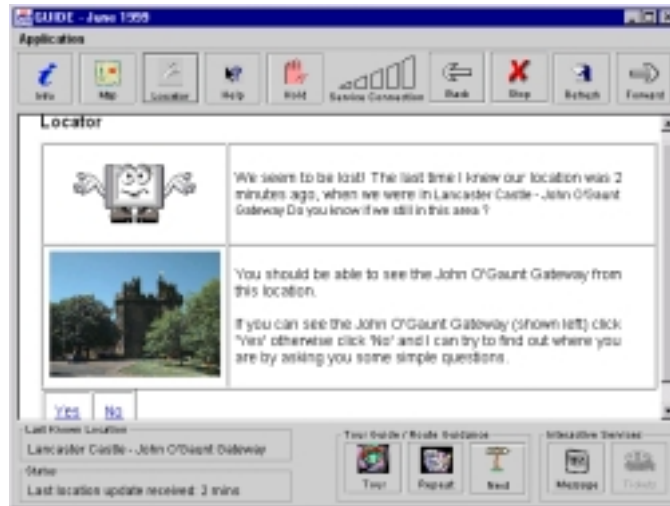 GUIDE - June 1999
Application
Info Map Locator Help Hold Service Connection Back Stop Refresh Forward
Locator
We seem to be lost! The last time I knew our location was 2
minutes ago, when we were in Lancaster Castle - John O'Gaunt
Gateway Do you know if we still in this area ?
You should be able to see the John O'Gaunt Gateway from
this location.
If you can see the John O'Gaunt Gateway (shown left) click
'Yes' otherwise click 'No' and I can try to find out where you
are by asking you some simple questions.
Yes No
Last Known Location
Lancaster Castle - John O'Gaunt Gateway
Status
Last location update received: 2 mins
Tour Guide / Route Guidance
Tour Repeat Next
Interactive Services
Message Tickets